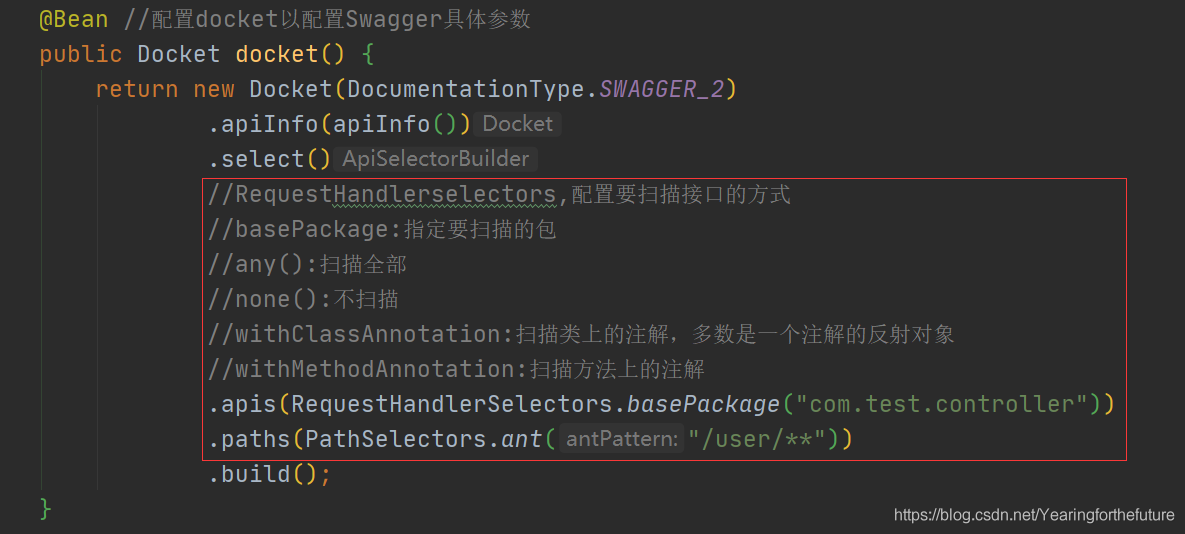 @Bean //配置docket以配置Swagger具体参数
public Docket docket() {
return new Docket(DocumentationType.SWAGGER_2)
.apiInfo(apiInfo()) Docket
.select() ApiSelectorBuilder
//RequestHandlerselectors,配置要扫描接口的方式
//basePackage:指定要扫描的包
//any():扫描全部
//none():不扫描
//withClassAnnotation:扫描类上的注解，多数是一个注解的反射对象
//withMethodAnnotation:扫描方法上的注解
.apis(RequestHandlerSelectors.basePackage("com.test.controller"))
.paths(PathSelectors.ant( antPattern: "/user/**"))
.build();
}
https://blog.csdn.net/Yearingforthefuture